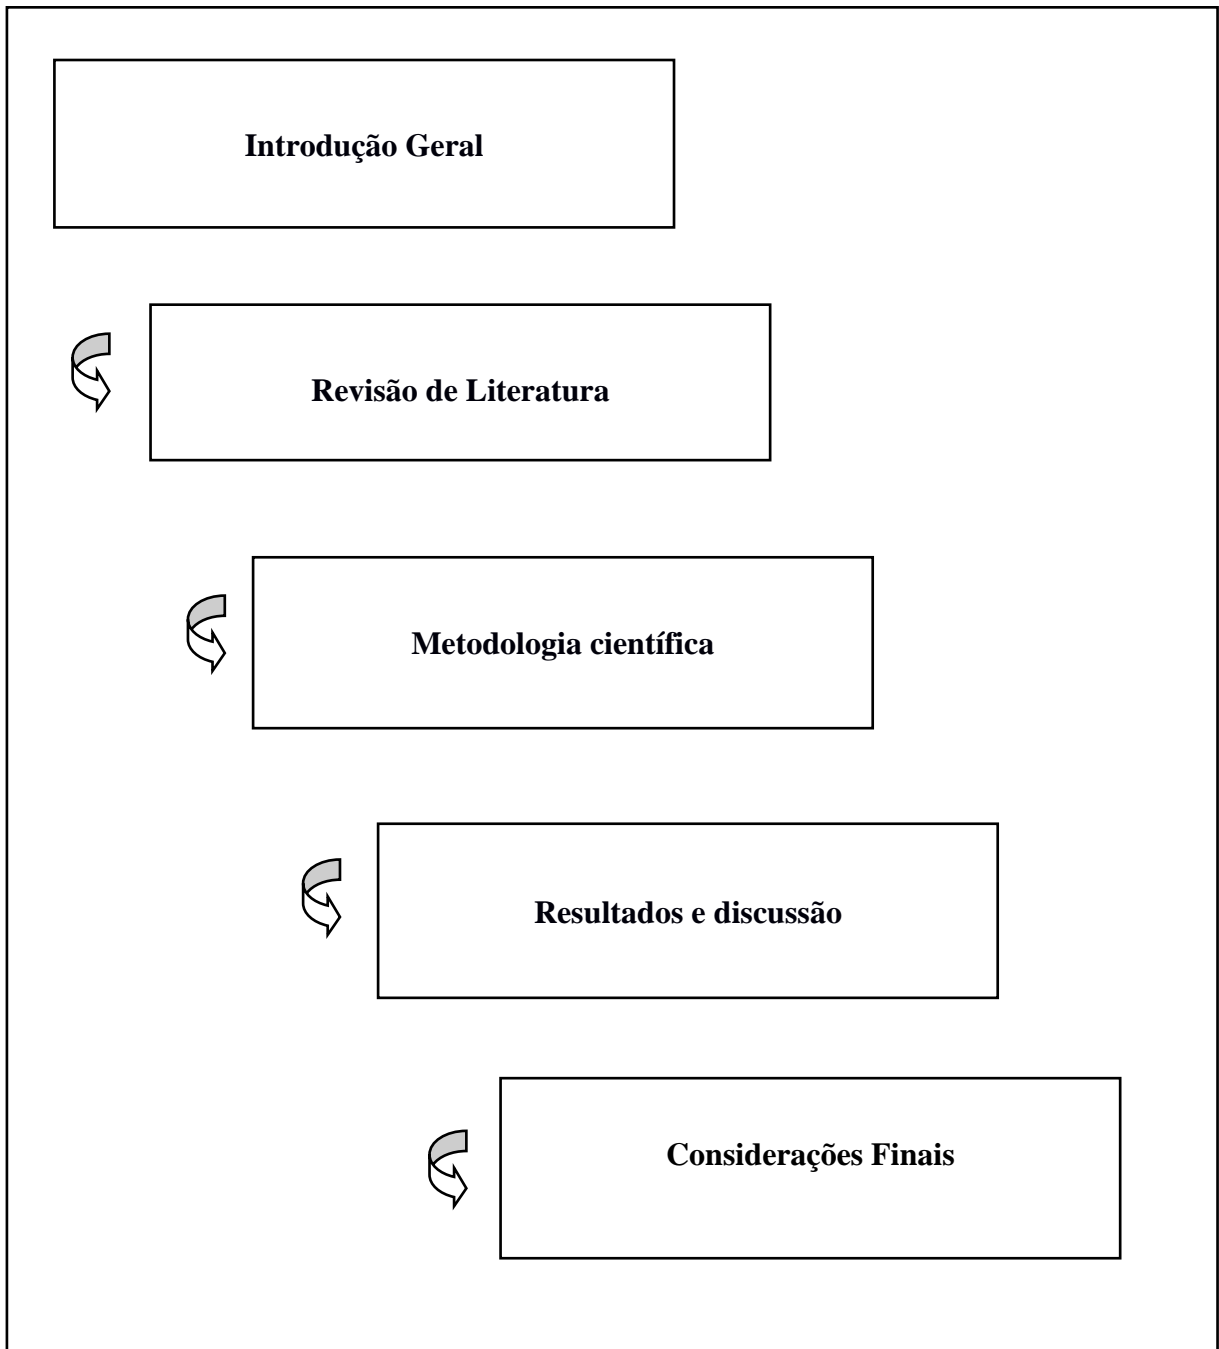 Introdução Geral
Revisão de Literatura
Metodologia científica
Resultados e discussão
Considerações Finais